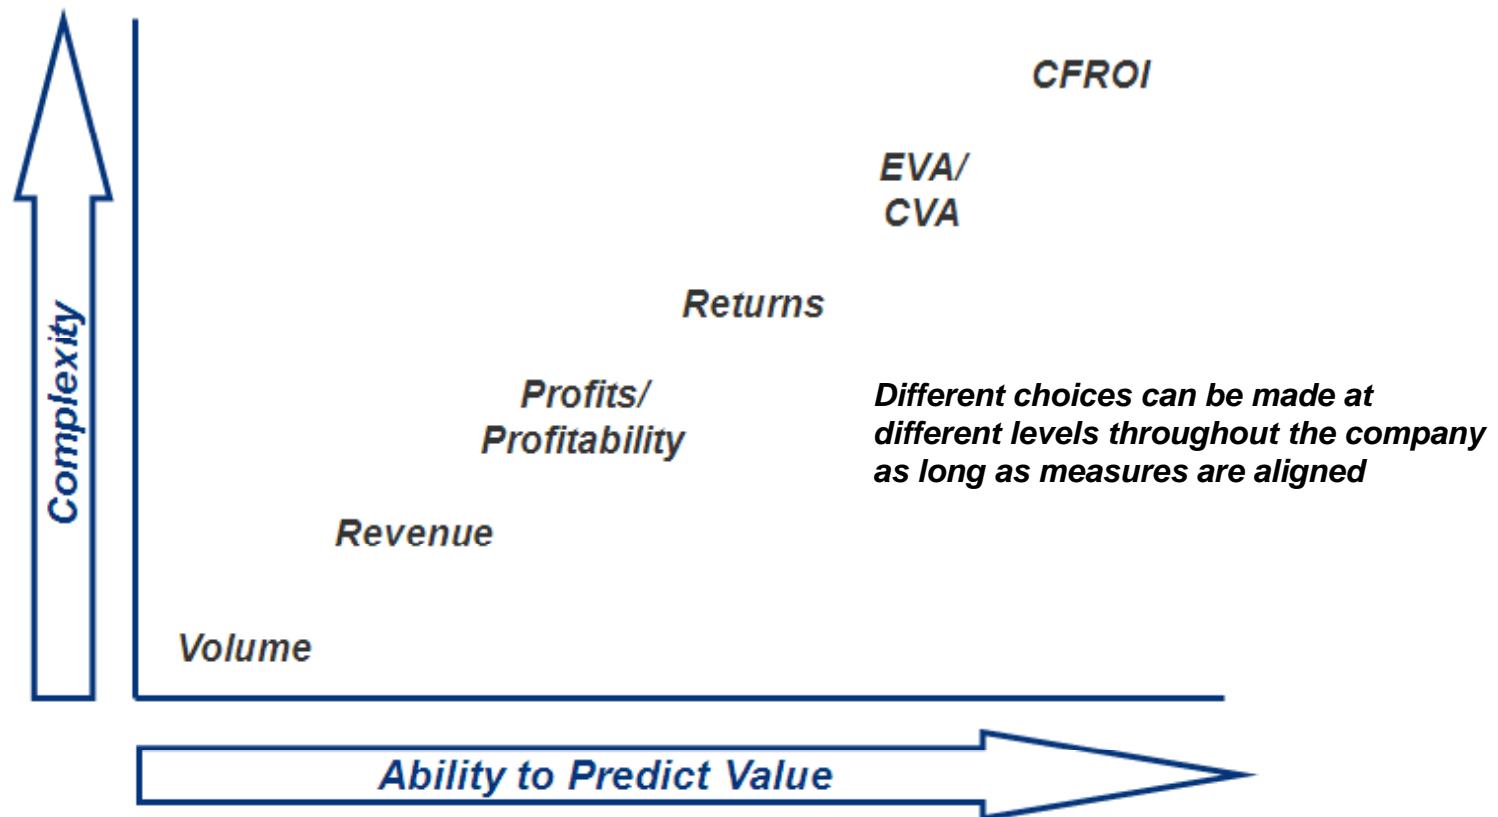 CFROI
EVA/
CVA
Returns
Profits/
Profitability
Different choices can be made at
different levels throughout the company
as long as measures are aligned
Revenue
Volume
Complexity
Ability to Predict Value